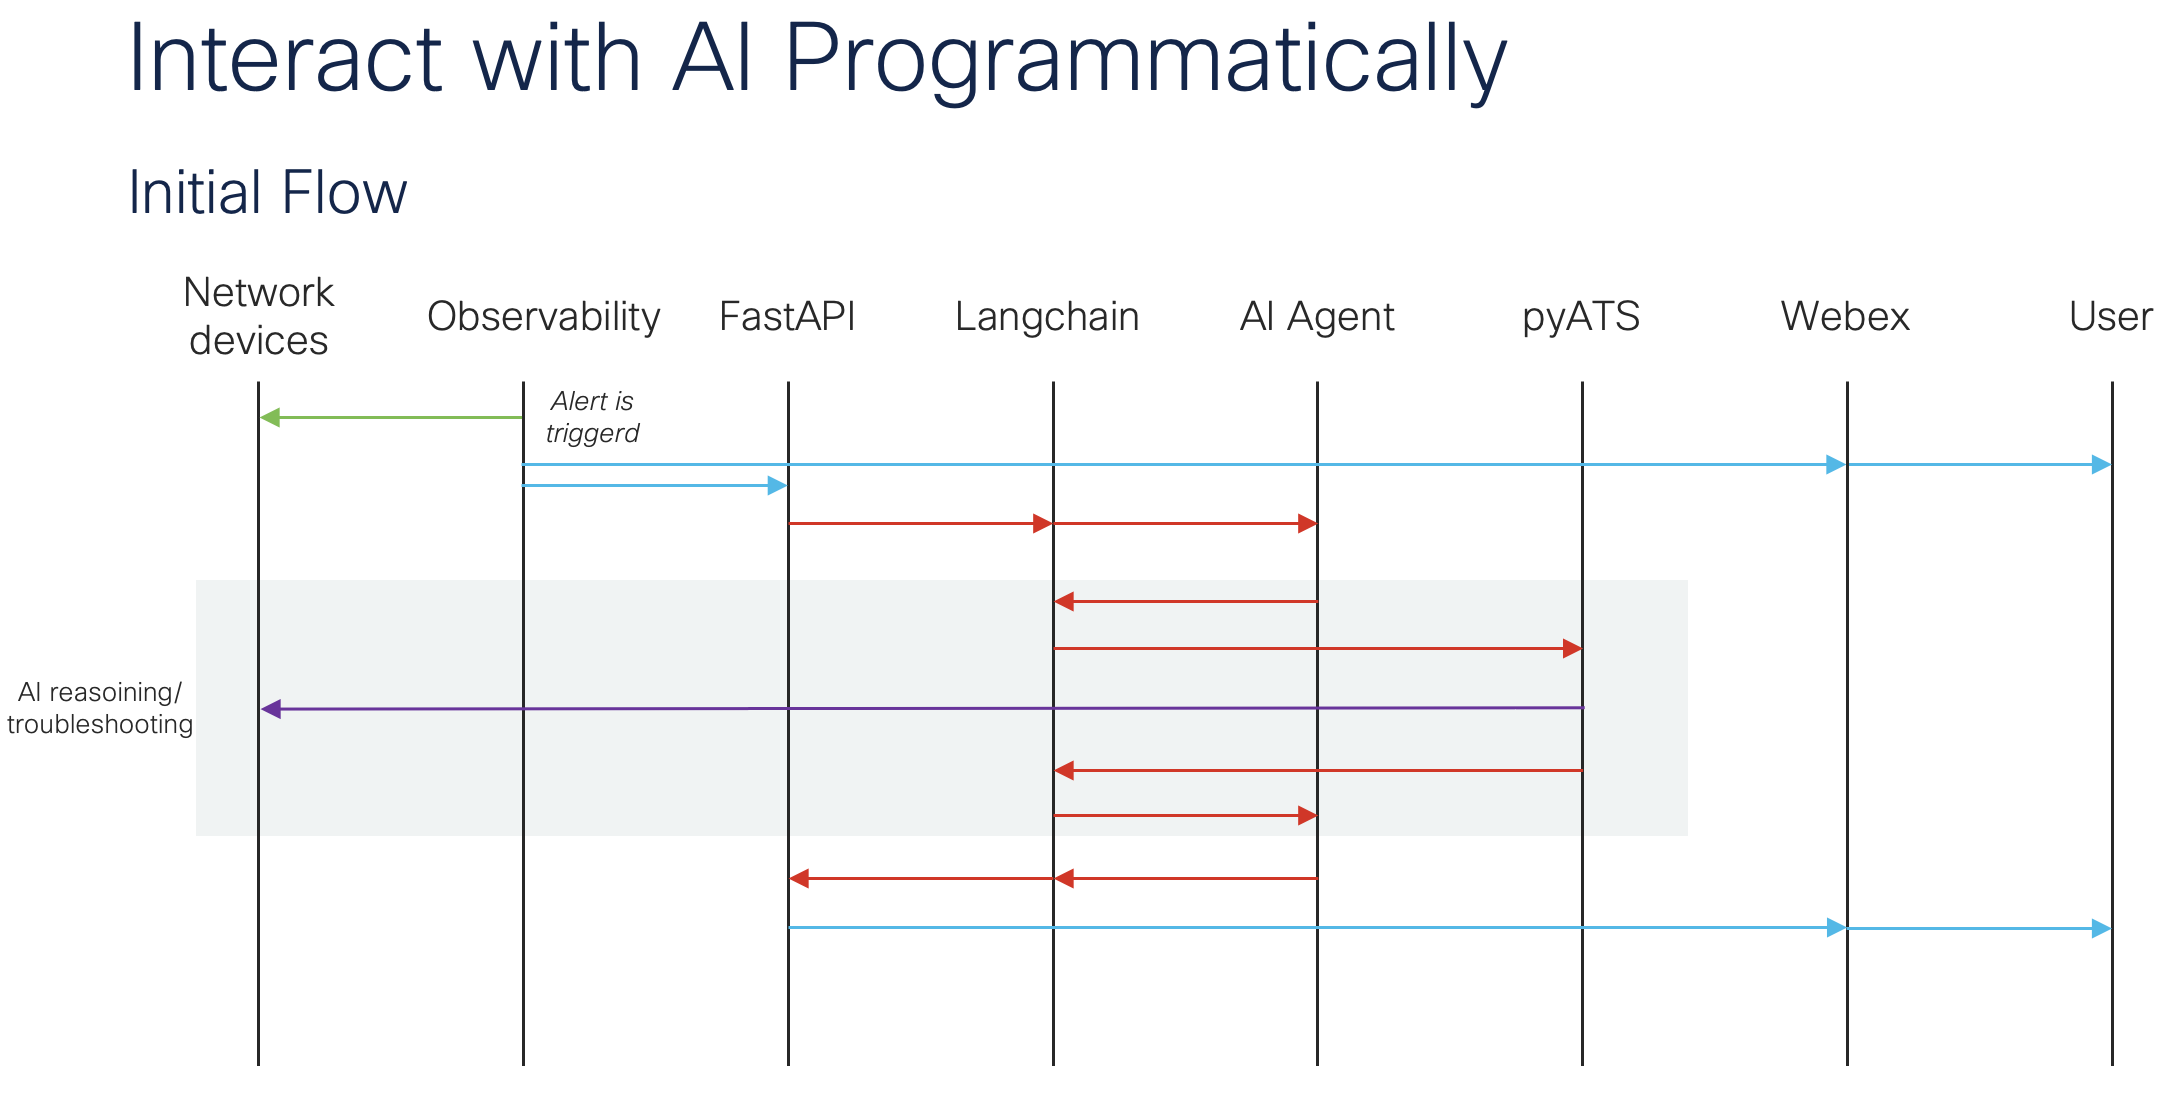 Interact with AI Programmatically
Initial Flow
Network
devices
Observability
FastAPI
Langchain
AI Agent
pyATS
Webex
User
Alert is
triggerd
AI reasoining/
troubleshooting